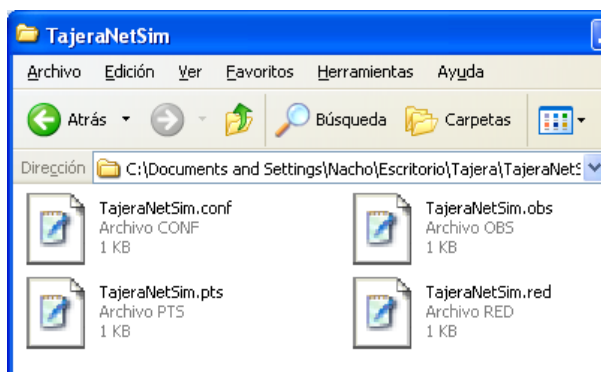 TajeraNetSim
Archivo Edición Ver Favoritos Herramientas Ayuda
Atrás Búsqueda Carpetas
Dirección C:\Documents and Settings\Nacho\Escritorio\Tajera\TajeraNetS
TajeraNetSim.conf
Archivo CONF
1 KB
TajeraNetSim.obs
Archivo OBS
1 KB
TajeraNetSim.pts
Archivo PTS
1 KB
TajeraNetSim.red
Archivo RED
1 KB